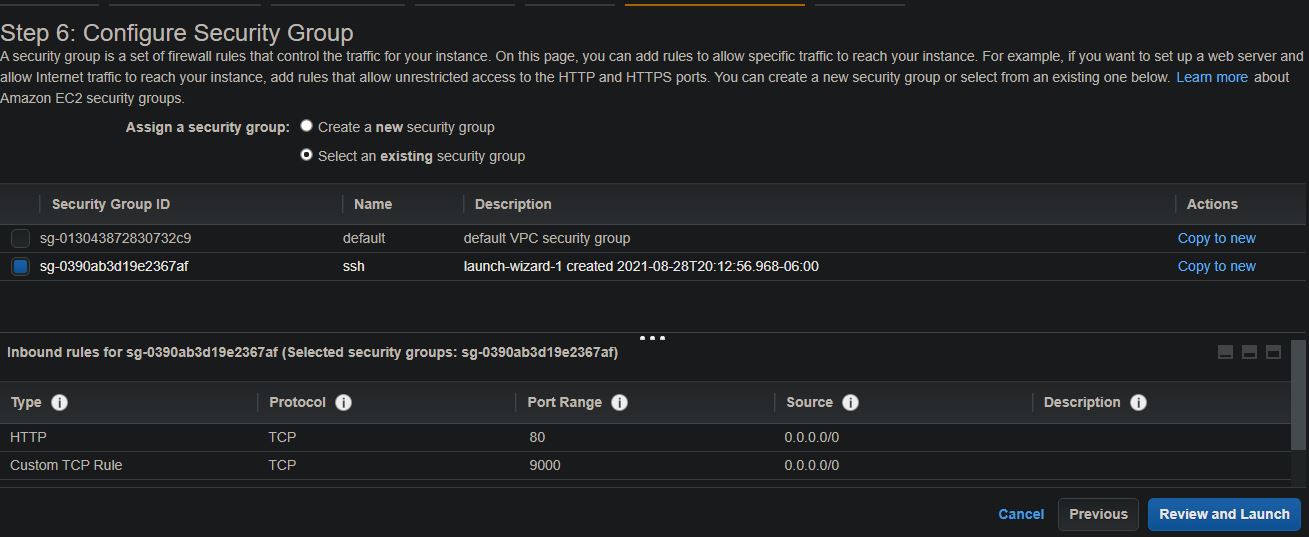 Step 6: Configure Security Group
A security group is a set of firewall rules that control the traffic for your instance. On this page, you can add rules to allow specific traffic to reach your instance. For example, if you want to set up a web server and
allow Internet traffic to reach your instance, add rules that allow unrestricted access to the HTTP and HTTPS ports. You can create a new security group or select from an existing one below. Learn more about
Amazon EC2 security groups.
Assign a security group: Create a new security group
Select an existing security group
Security Group ID Name Description Actions
sg-013043872830732c9 default default VPC security group Copy to new
sg-0390ab3d19e2367af ssh launch-wizard-1 created 2021-08-28T20:12:56.968-06:00 Copy to new
Inbound rules for sg-0390ab3d19e2367af (Selected security groups: sg-0390ab3d19e2367af)
Type Protocol Port Range Source Description
HTTP TCP 80 0.0.0.0/0
Custom TCP Rule TCP 9000 0.0.0.0/0
Cancel Previous Review and Launch